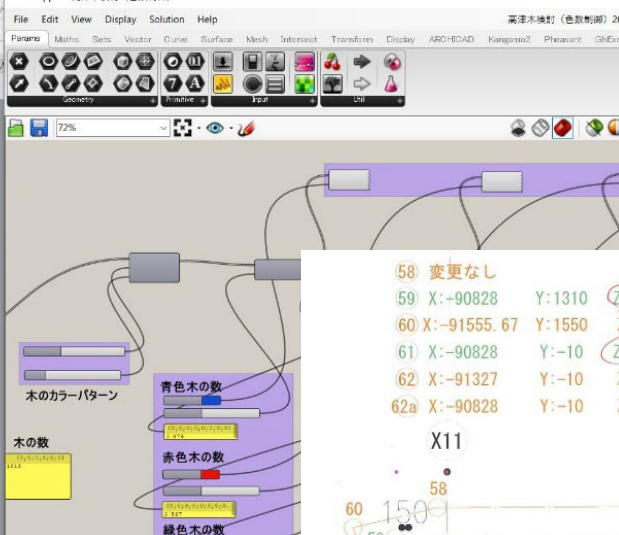 File Edit View Display Solution Help
高津木検討（色数制御）
Params Maths Sets Vector Curve Surface Mesh Intersect Transform Display ARCHICAD Kangaroo2 Pheasant
Geometry Primitive Input Util
72%
木のカラーパターン
木の数
青色木の数
赤色木の数
緑色木の数
58 変更なし
59 X:+90828 Y:1310
60 X:-91555.67 Y:1550
61 X:-90828 Y:-10
62 X:-91327 Y:-10
62a X:-90828 Y:-10
X11
58
60
150